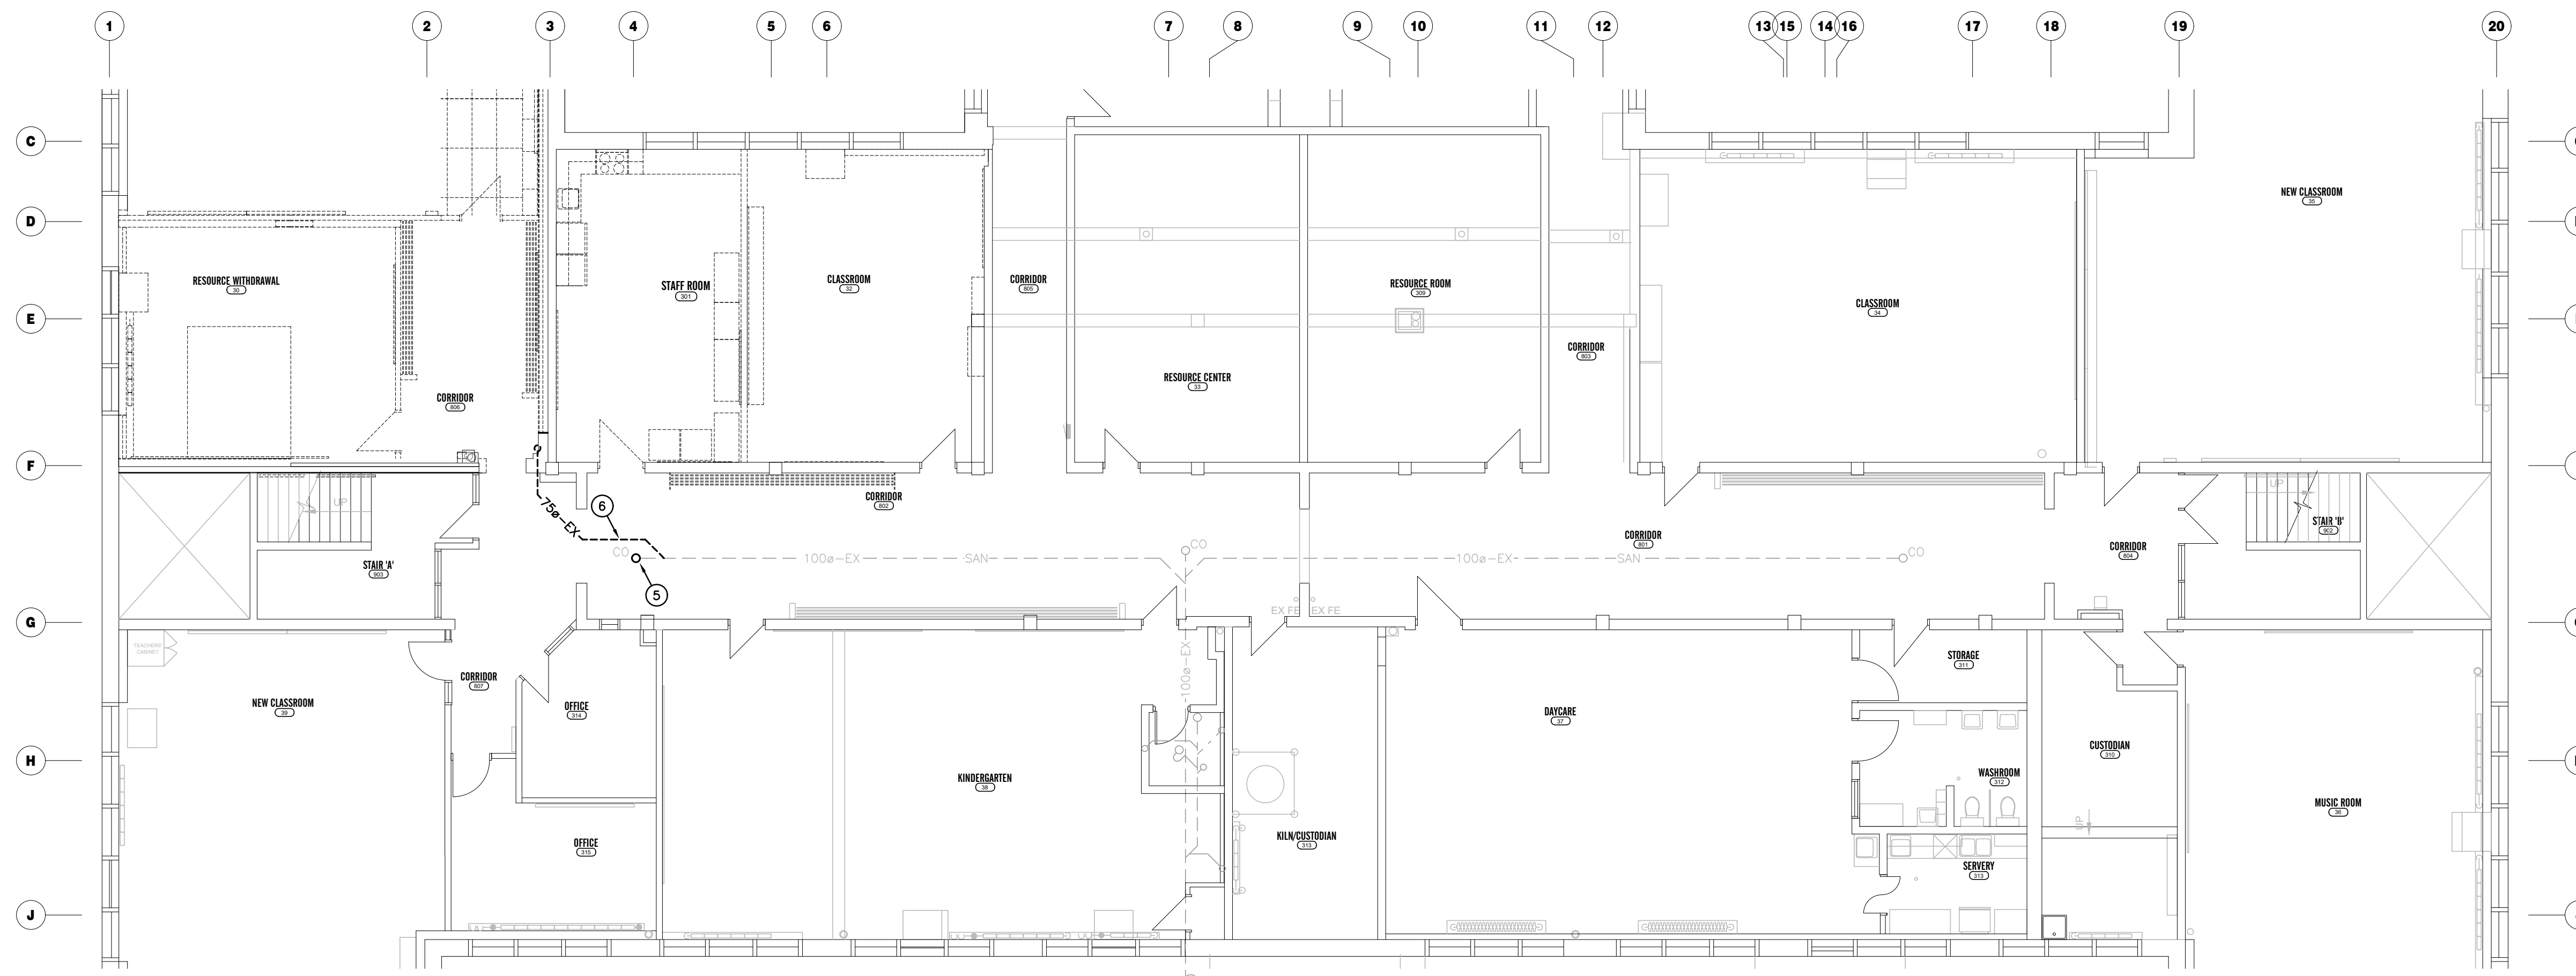 1 2 3 4 5 6 7 8 9 10 11 12 13 15 14 16 17 18 19 20
C
D
E
F
G
H
J
NEW CLASSROOM
35
RESOURCE WITHDRAWAL
30
STAFF ROOM
301
CLASSROOM
32
CORRIDOR
805
RESOURCE ROOM
309
CLASSROOM
34
CORRIDOR
803
RESOURCE CENTER
33
CORRIDOR
806
CORRIDOR
802
UP
UP
STAIR 'B'
902
75ø-EX
6
CO
5
100ø-EX
SAN
CO
CORRIDOR
801
100ø-EX
SAN
CO
CORRIDOR
804
STAIR 'A'
903
EX FE
EX FE
TEACHERS
CABINET
100ø-EX
STORAGE
311
CORRIDOR
807
NEW CLASSROOM
39
OFFICE
314
DAYCARE
37
CUSTODIAN
310
WASHROOM
312
KINDERGARTEN
38
MUSIC ROOM
36
UP
KILN/CUSTODIAN
313
OFFICE
315
SERVERY
313